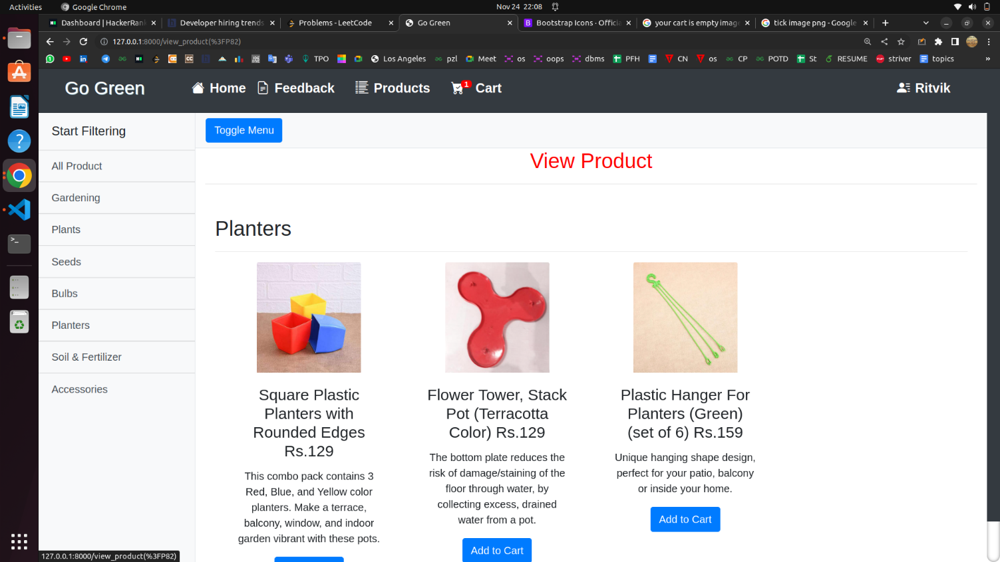 Activities
Google Chrome
Nov 24 22:08
Dashboard | HackerRank
Developer hiring trends
Problems - LeetCode
Go Green
Bootstrap Icons · Officia
your cart is empty image
tick image png - Google
127.0.0.1:8000/view_product(%3FP82)
TPO
Los Angeles
pzl
Meet
os
oops
dbms
PFH
CN
os
CP
POTD
St
RESUME
striver
topics
»
Go Green
Home
Feedback
Products
1
Cart
Ritvik
Start Filtering
All Product
Gardening
Plants
Seeds
Bulbs
Planters
Soil & Fertilizer
Accessories
Toggle Menu
View Product
Planters
Square Plastic
Planters with
Rounded Edges
Rs.129
This combo pack contains 3
Red, Blue, and Yellow color
planters. Make a terrace,
balcony, window, and indoor
garden vibrant with these pots.
Flower Tower, Stack
Pot (Terracotta
Color) Rs.129
The bottom plate reduces the
risk of damage/staining of the
floor through water, by
collecting excess, drained
water from a pot.
Add to Cart
Plastic Hanger For
Planters (Green)
(set of 6) Rs.159
Unique hanging shape design,
perfect for your patio, balcony
or inside your home.
Add to Cart
127.0.0.1:8000/view_product(%3FP82)